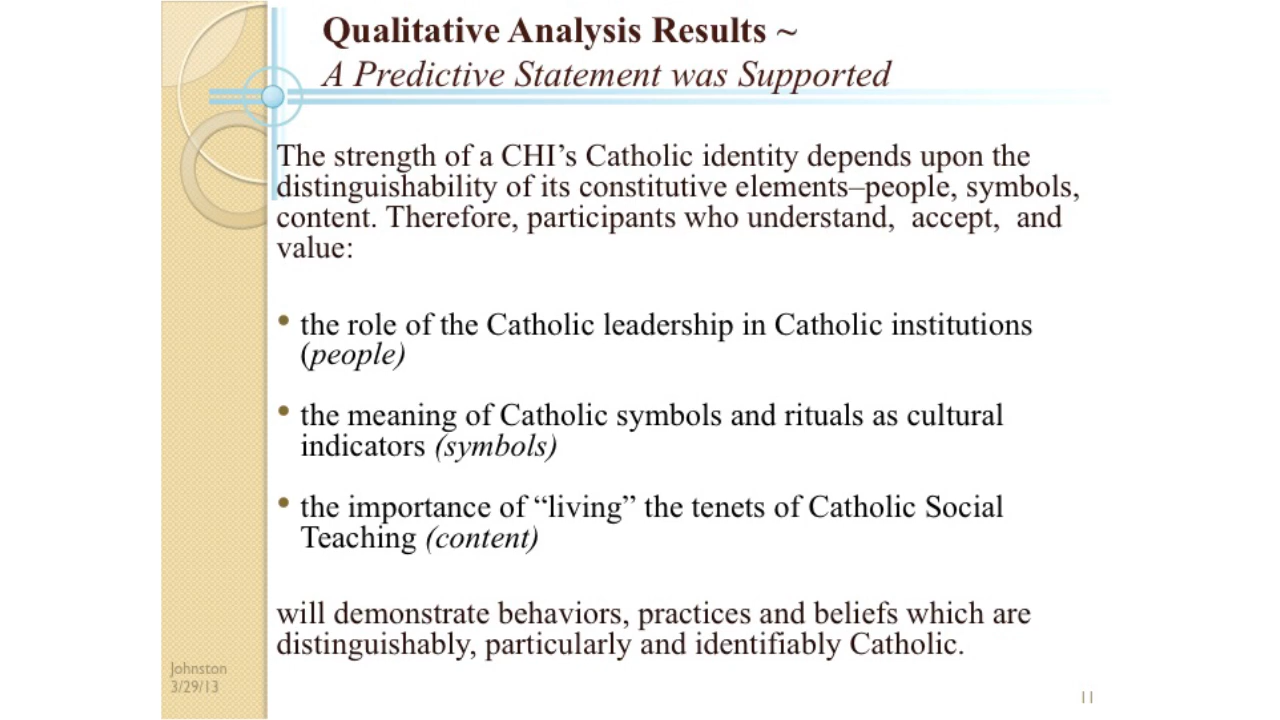 Qualitative Analysis Results ~
A Predictive Statement was Supported
The strength of a CHI’s Catholic identity depends upon the
distinguishability of its constitutive elements–people, symbols,
content. Therefore, participants who understand,  accept,  and
value:
• the role of the Catholic leadership in Catholic institutions
(people)
• the meaning of Catholic symbols and rituals as cultural
indicators (symbols)
• the importance of “living” the tenets of Catholic Social
Teaching (content)
will demonstrate behaviors, practices and beliefs which are
distinguishably, particularly and identifiably Catholic.
Johnston
3/29/13
11